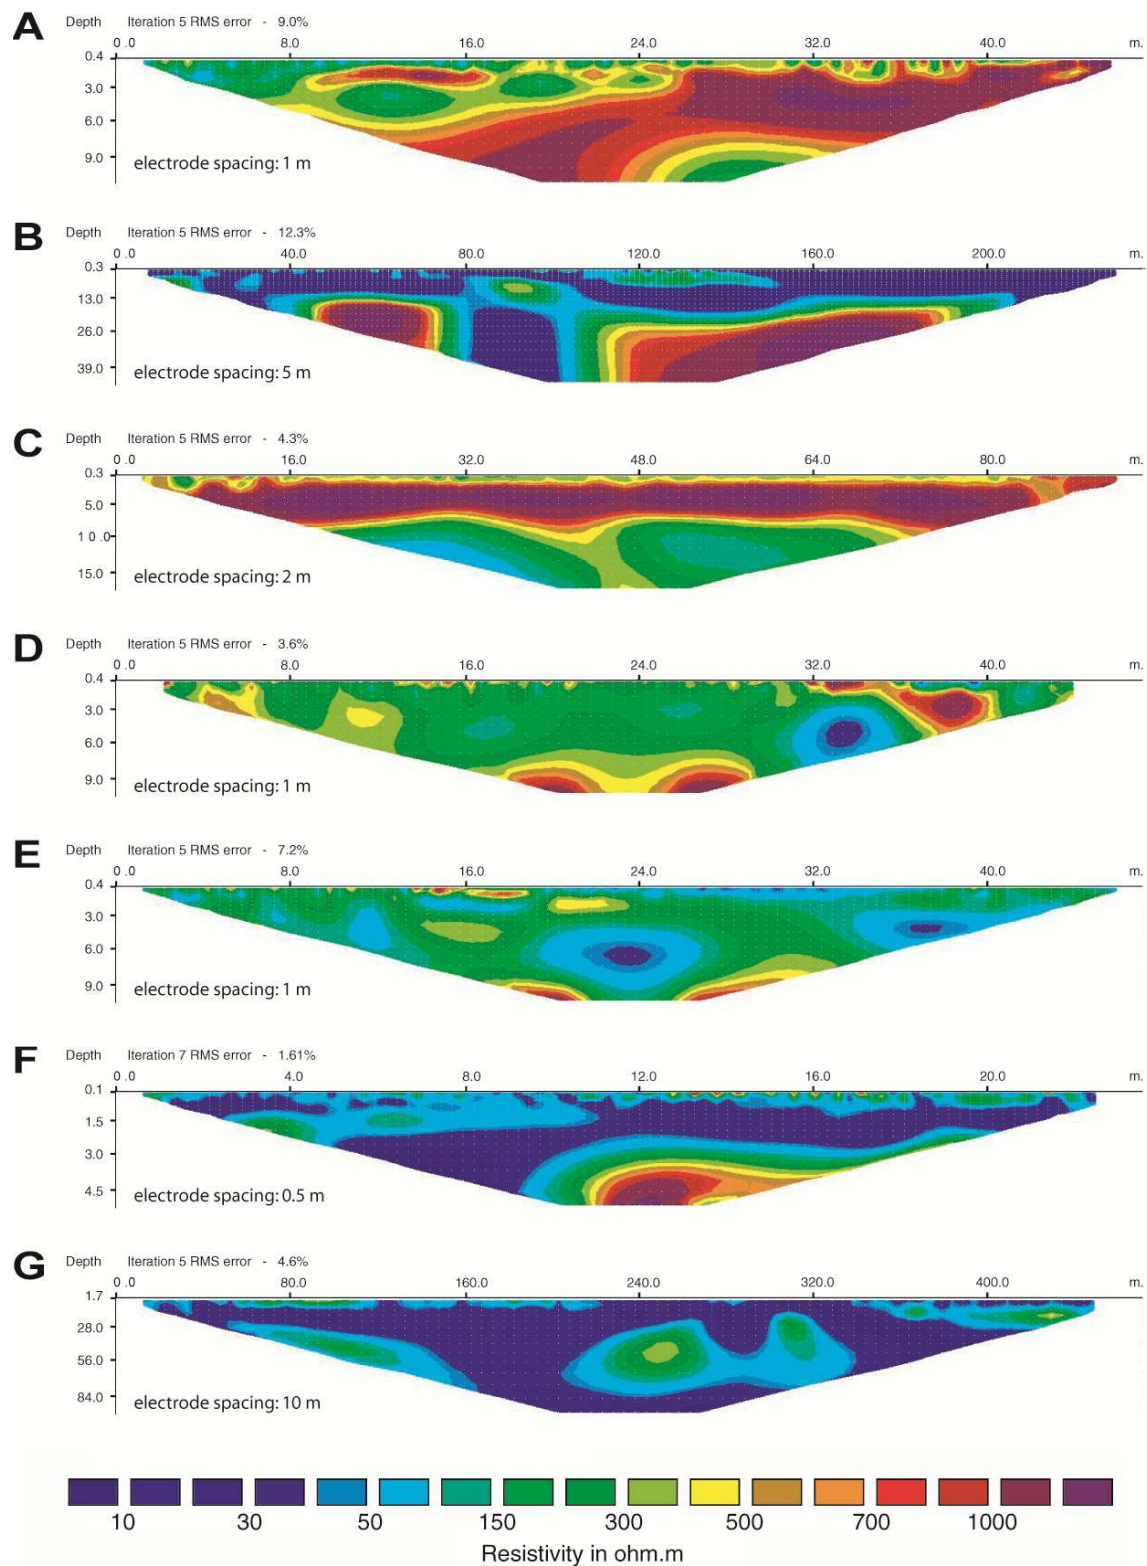 A Depth Iteration 5 RMS error - 9.0%
0.0 8.0 16.0 24.0 32.0 40.0 m.
0.4
3.0
6.0
9.0
electrode spacing: 1 m
B Depth Iteration 5 RMS error - 12.3%
0.0 40.0 80.0 120.0 160.0 200.0 m.
0.3
13.0
26.0
39.0
electrode spacing: 5 m
C Depth Iteration 5 RMS error - 4.3%
0.0 16.0 32.0 48.0 64.0 80.0 m.
0.3
5.0
10.0
15.0
electrode spacing: 2 m
D Depth Iteration 5 RMS error - 3.6%
0.0 8.0 16.0 24.0 32.0 40.0 m.
0.4
3.0
6.0
9.0
electrode spacing: 1 m
E Depth Iteration 5 RMS error - 7.2%
0.0 8.0 16.0 24.0 32.0 40.0 m.
0.4
3.0
6.0
9.0
electrode spacing: 1 m
F Depth Iteration 7 RMS error - 1.61%
0.0 4.0 8.0 12.0 16.0 20.0 m.
0.1
1.5
3.0
4.5
electrode spacing: 0.5 m
G Depth Iteration 5 RMS error - 4.6%
0.0 80.0 160.0 240.0 320.0 400.0 m.
1.7
28.0
56.0
84.0
electrode spacing: 10 m
10 30 50 150 300 500 700 1000
Resistivity in ohm.m